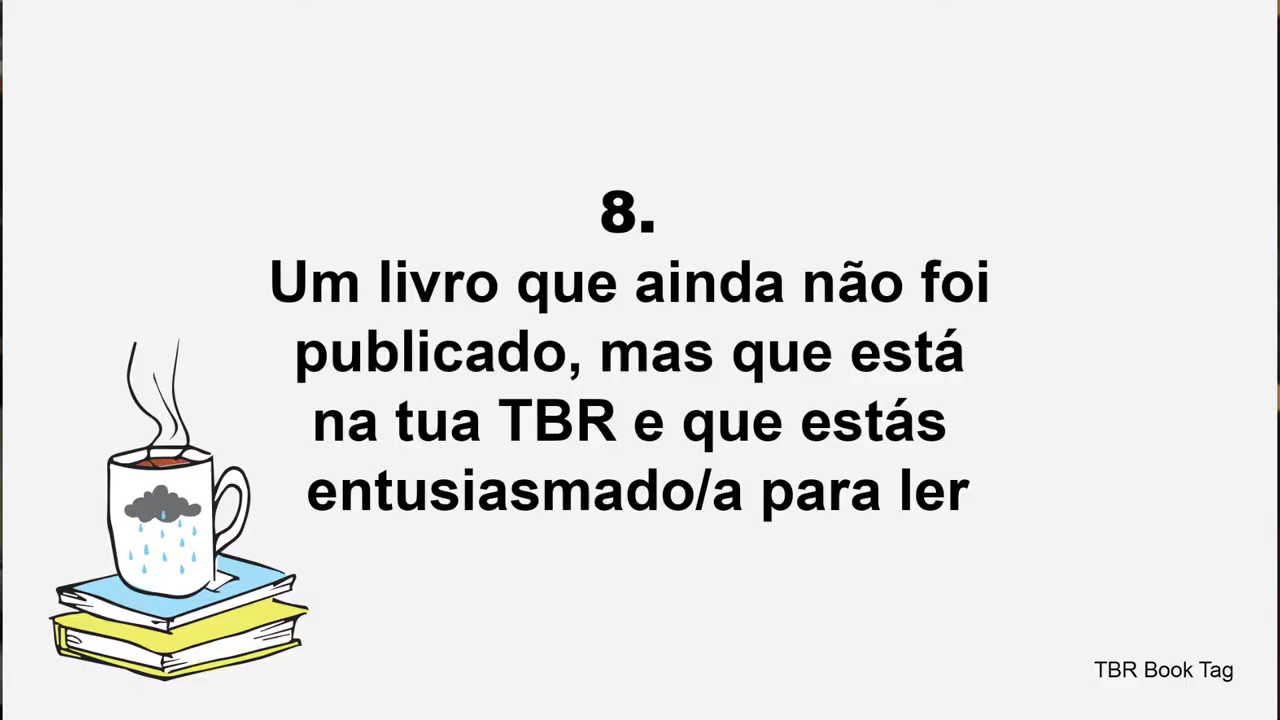 8.
Um livro que ainda não foi
publicado, mas que está
na tua TBR e que estás
entusiasmado/a para ler
TBR Book Tag